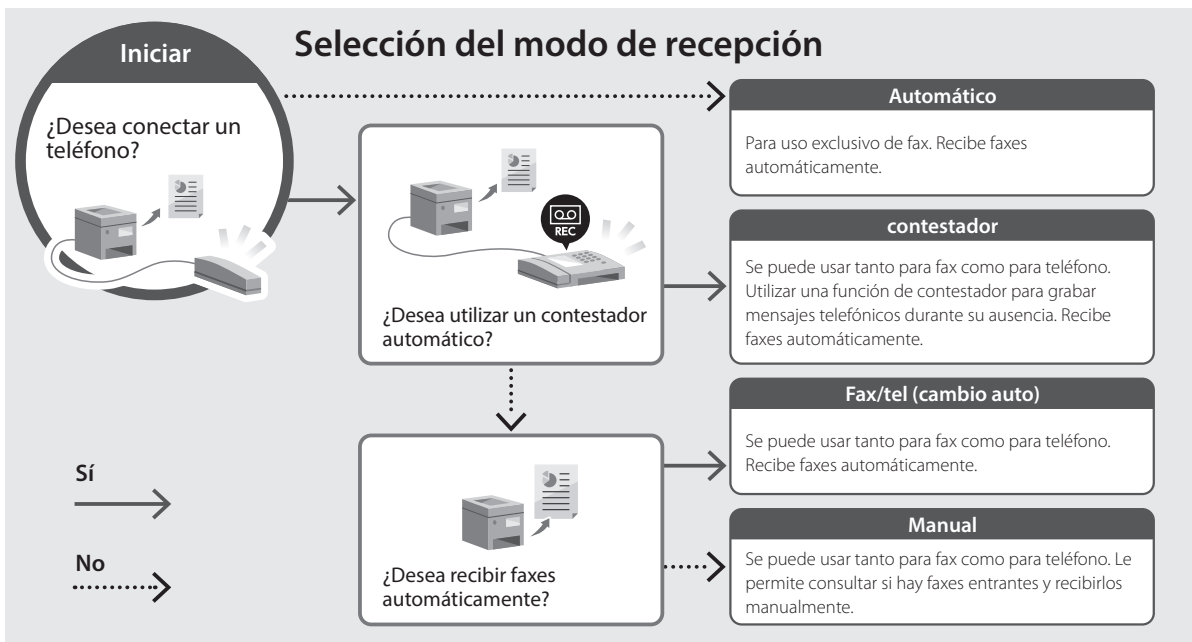 Selección del modo de recepción
Iniciar
¿Desea conectar un
teléfono?
REC
¿Desea utilizar un contestador
automático?
¿Desea recibir faxes
automáticamente?
Automático
Para uso exclusivo de fax. Recibe faxes
automáticamente.
contestador
Se puede usar tanto para fax como para teléfono.
Utilizar una función de contestador para grabar
mensajes telefónicos durante su ausencia. Recibe
faxes automáticamente.
Fax/tel (cambio auto)
Se puede usar tanto para fax como para teléfono.
Recibe faxes automáticamente.
Manual
Se puede usar tanto para fax como para teléfono. Le
permite consultar si hay faxes entrantes y recibirlos
manualmente.
Sí
No